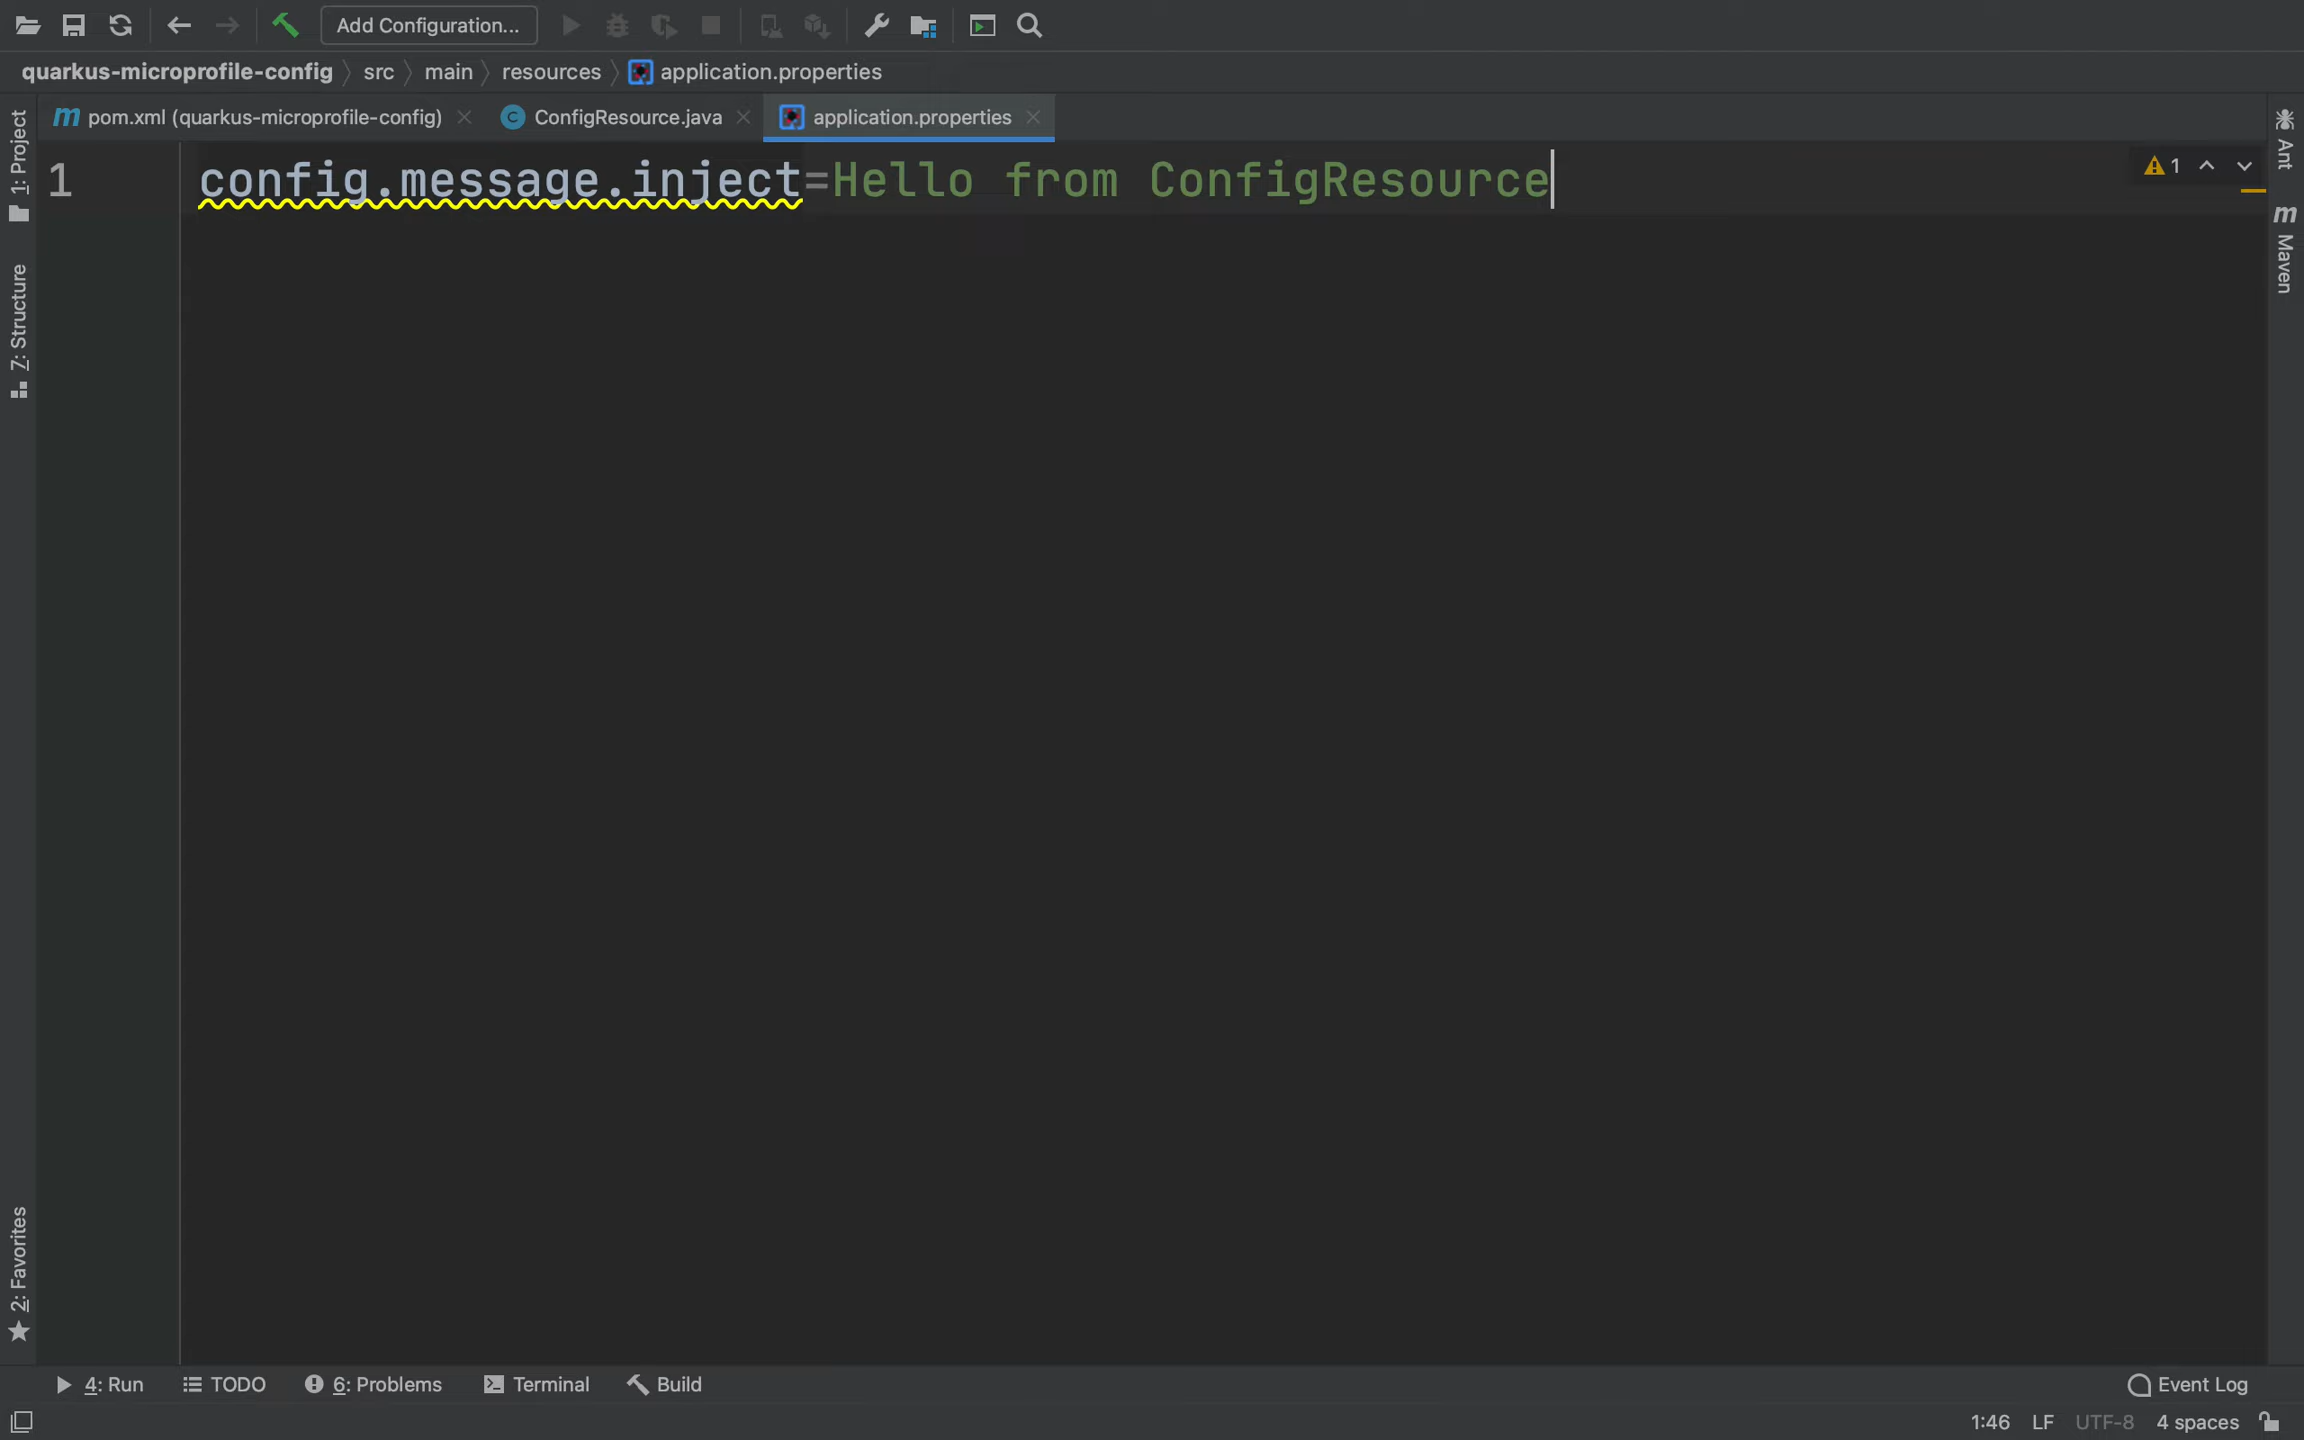 Add Configuration...
quarkus-microprofile-config 〉 src 〉 main 〉 resources 〉 application.properties
m pom.xml (quarkus-microprofile-config) C ConfigResource.java application.properties
1 config.message.inject=Hello from ConfigResource
1
1: Project
7: Structure
2: Favorites
Ant
m Maven
4: Run TODO 6: Problems Terminal Build Event Log
1:46 LF UTF-8 4 spaces